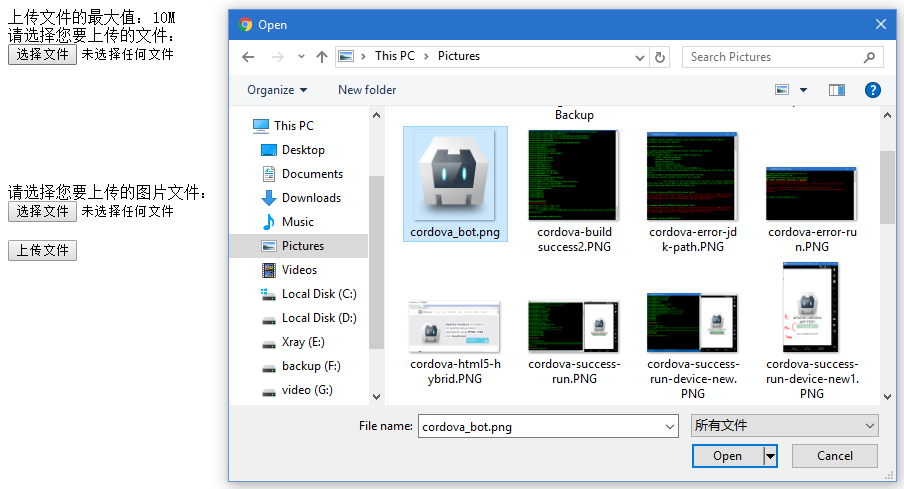 上传文件的最大值：10M
请选择您要上传的文件：
选择文件 未选择任何文件
请选择您要上传的图片文件：
选择文件 未选择任何文件
上传文件
Open
This PC
Pictures
Search Pictures
Organize
New folder
This PC
Desktop
Documents
Downloads
Music
Pictures
Videos
Local Disk (C:)
Local Disk (D:)
Xray (E:)
backup (F:)
video (G:)
Backup
cordova_bot.png
cordova-build
success2.PNG
cordova-error-jd
k-path.PNG
cordova-error-ru
n.PNG
cordova-html5-h
ybrid.PNG
cordova-success-
run.PNG
cordova-success-
run-device-new.
PNG
cordova-success-
run-device-new1.
PNG
File name:
cordova_bot.png
所有文件
Open
Cancel